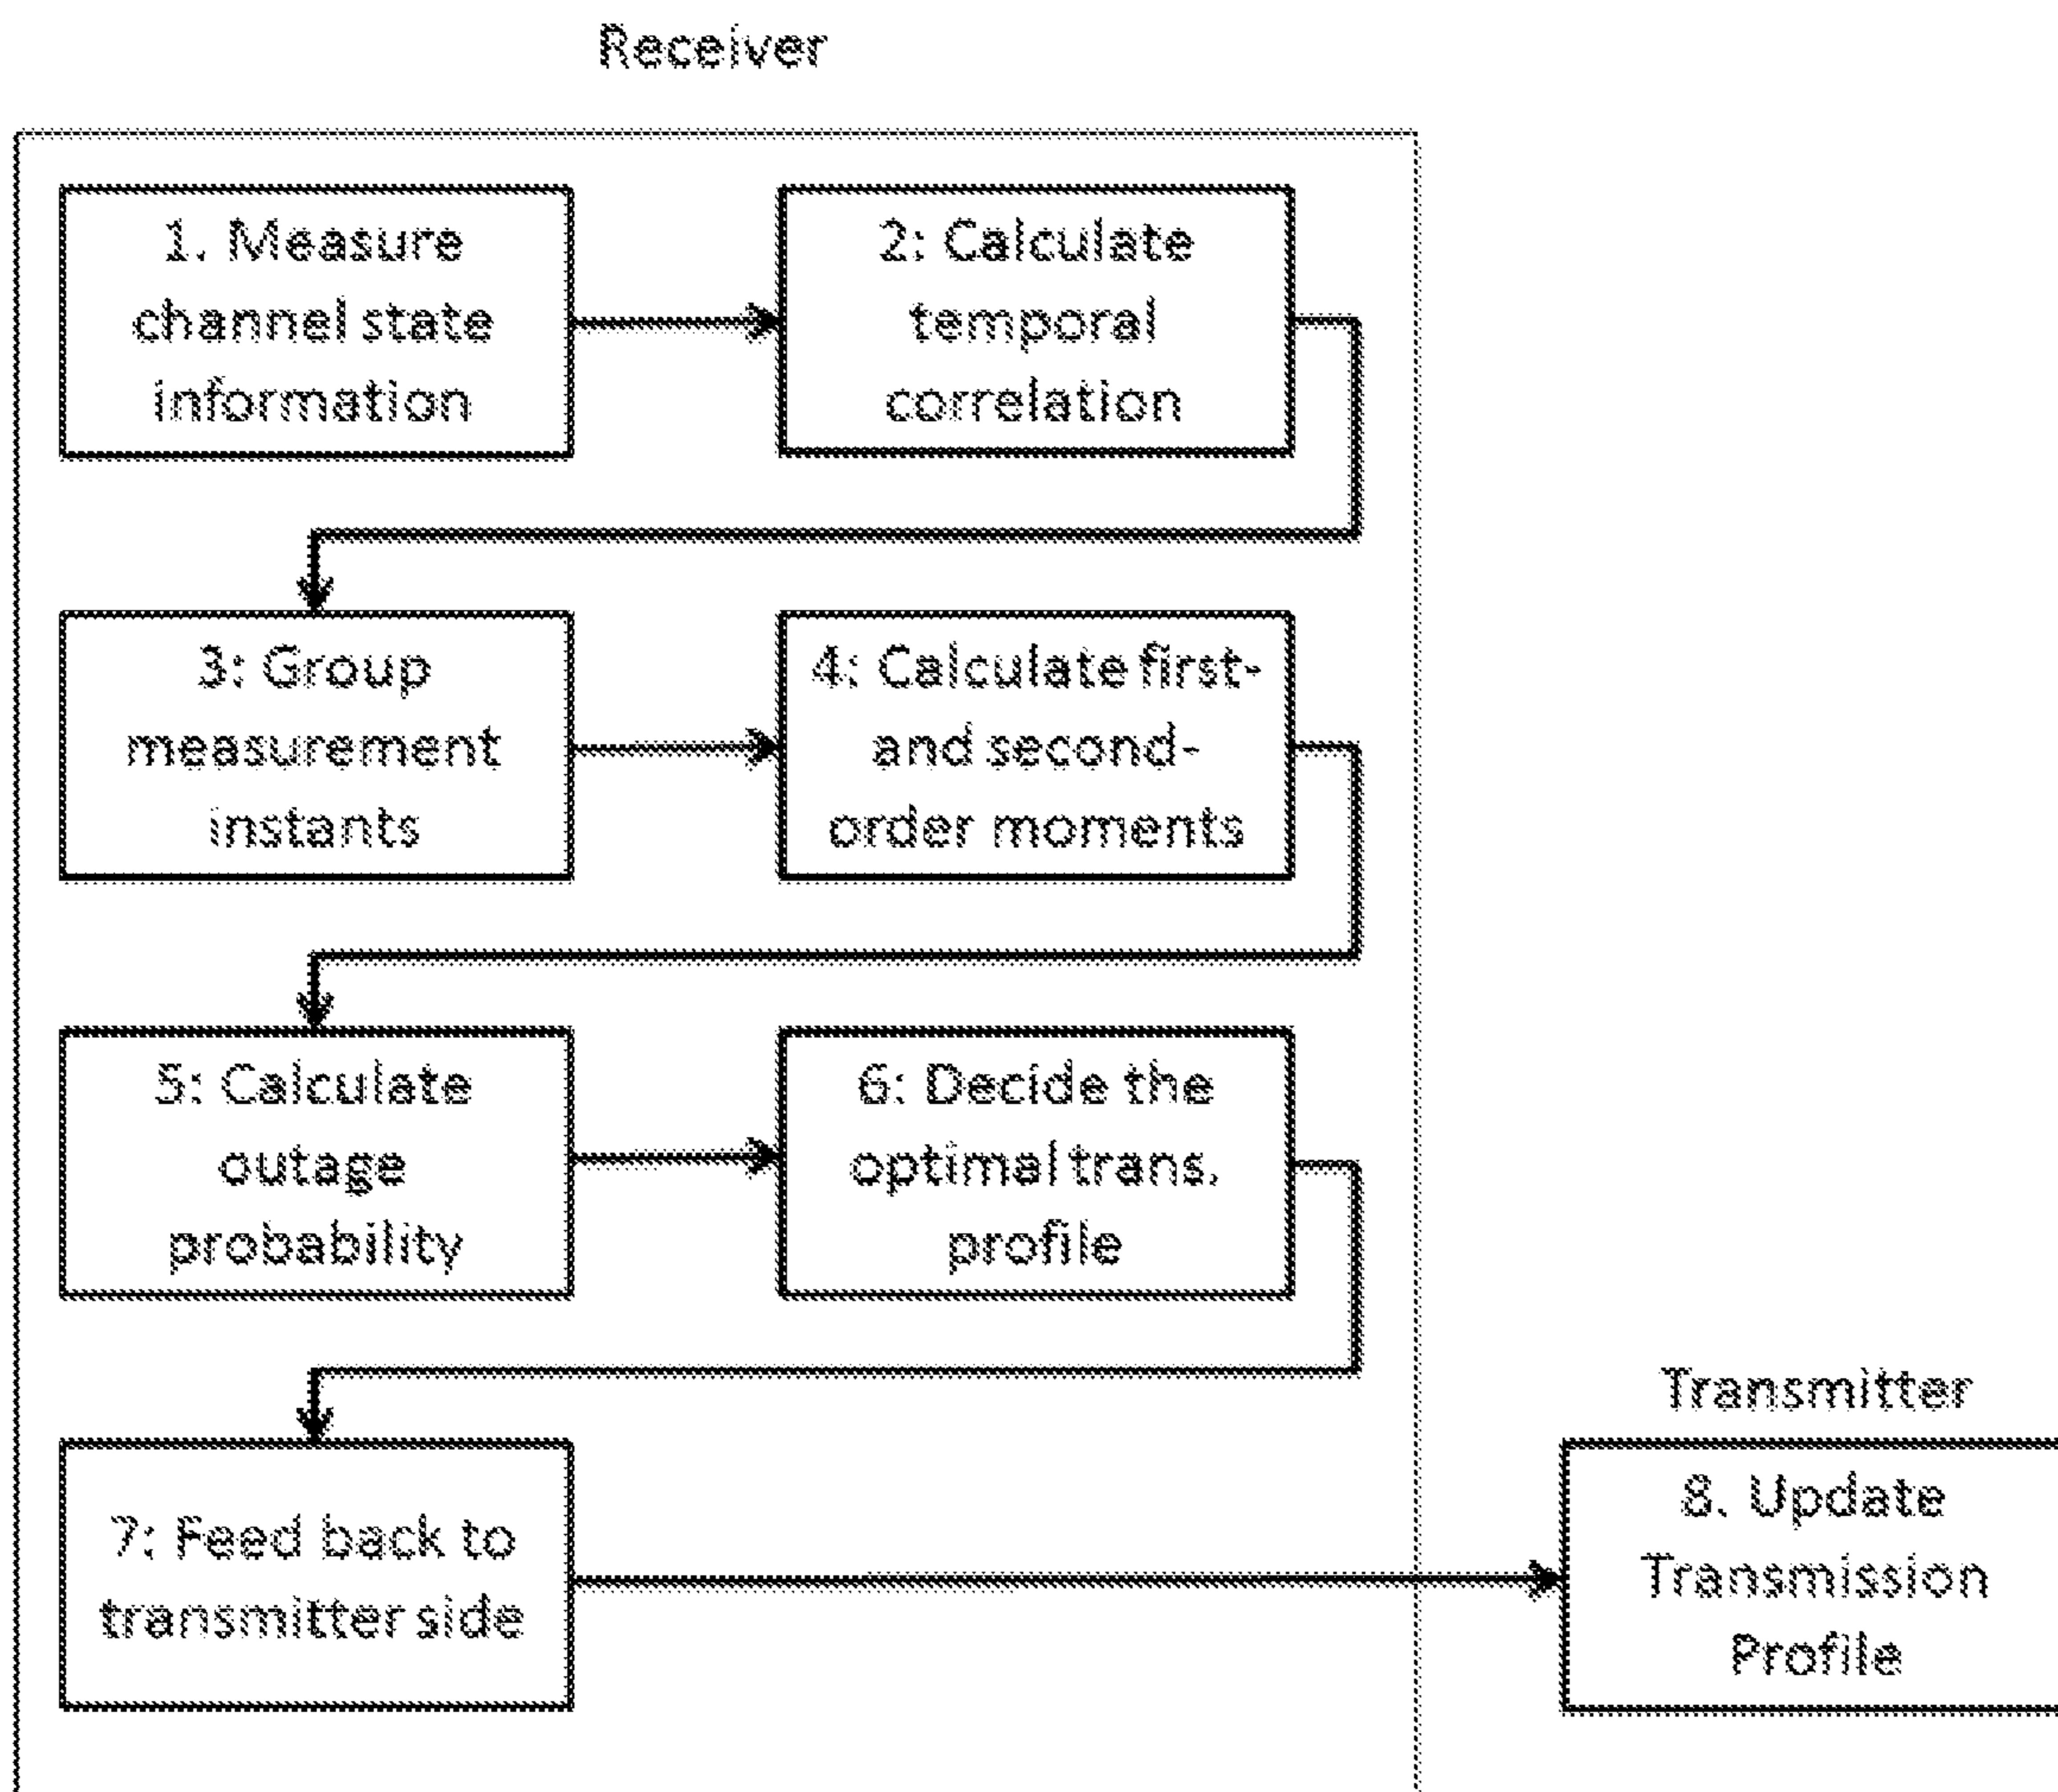 Receiver
1. Measure
channel state
information
2: Calculate
temporal
correlation
3: Group
measurement
instants
4: Calculate first-
and second-
order moments
5: Calculate
outage
probability
6: Decide the
optimal trans.
profile
7: Feed back to
transmitter side
Transmitter
8. Update
Transmission
Profile